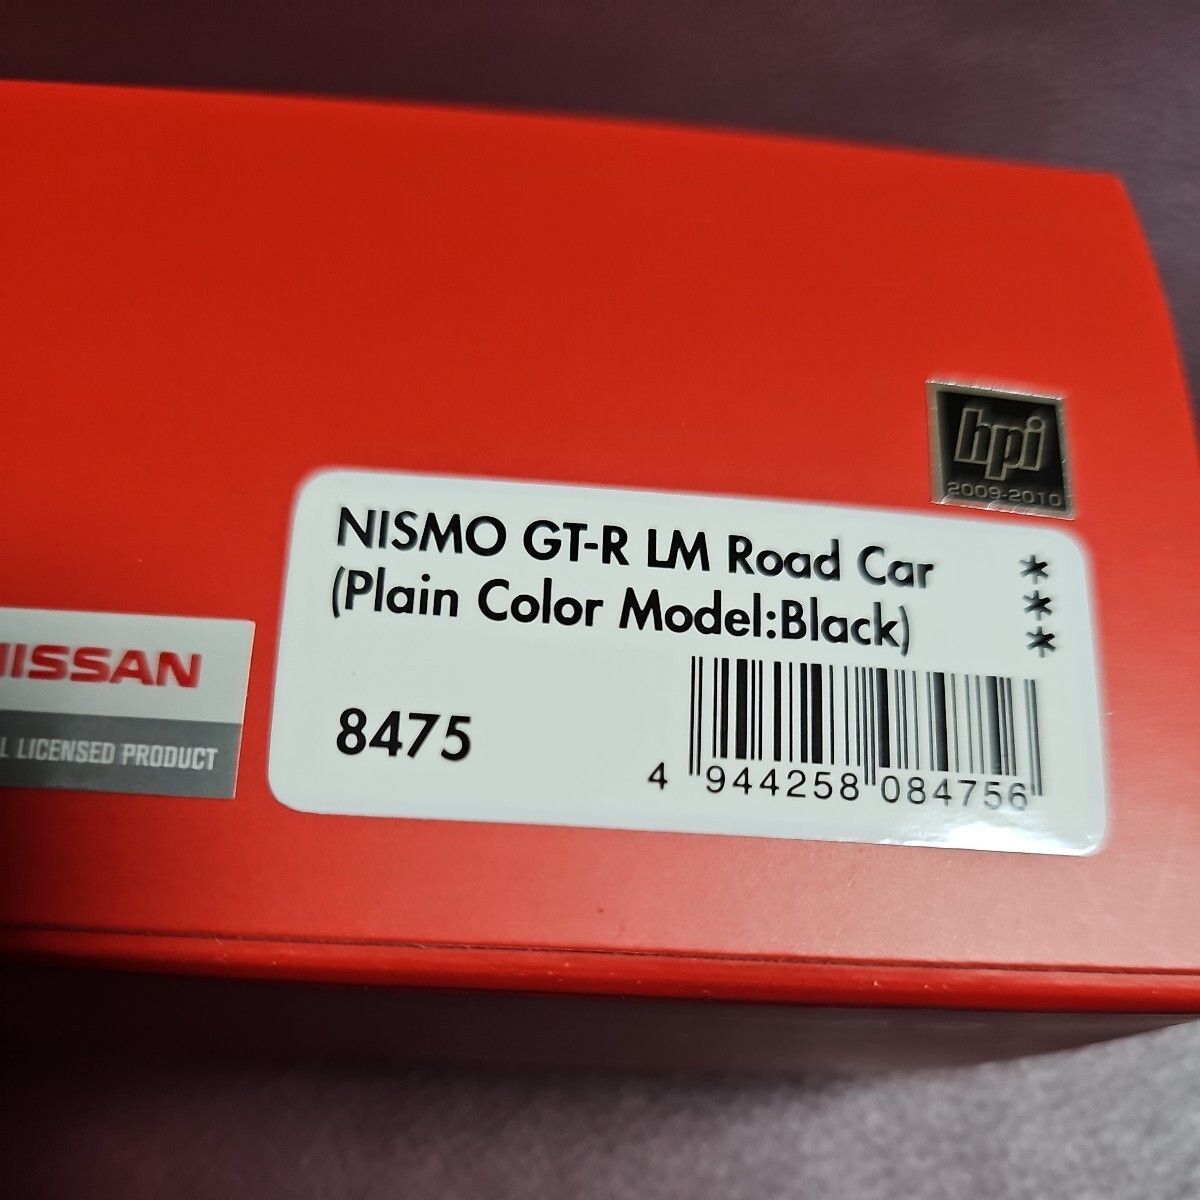 hpi
2009-2010
NISMO GT-R LM Road Car
(Plain Color Model:Black)
***
8475
4 944258 084756
NISSAN
LICENSED PRODUCT